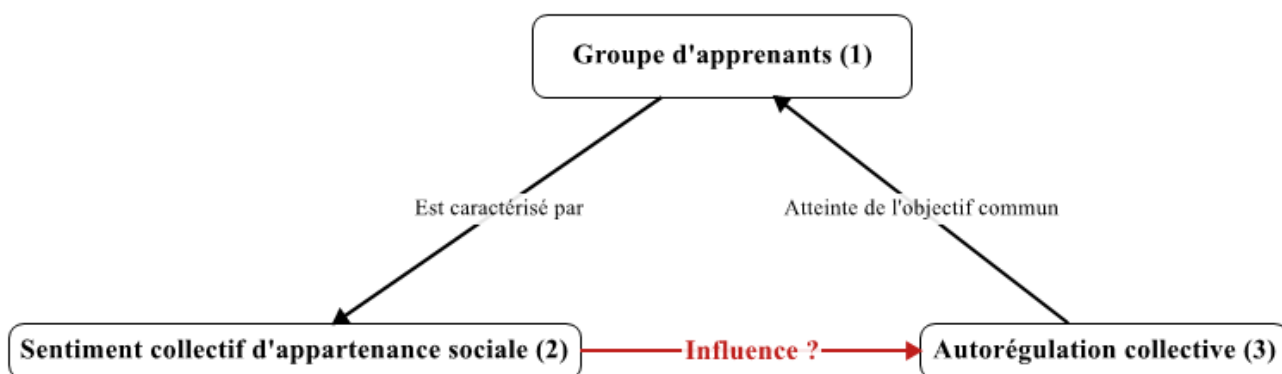 Groupe d'apprenants (1)
Est caractérisé par
Atteinte de l'objectif commun
Sentiment collectif d'appartenance sociale (2)
Influence ?
Autorégulation collective (3)